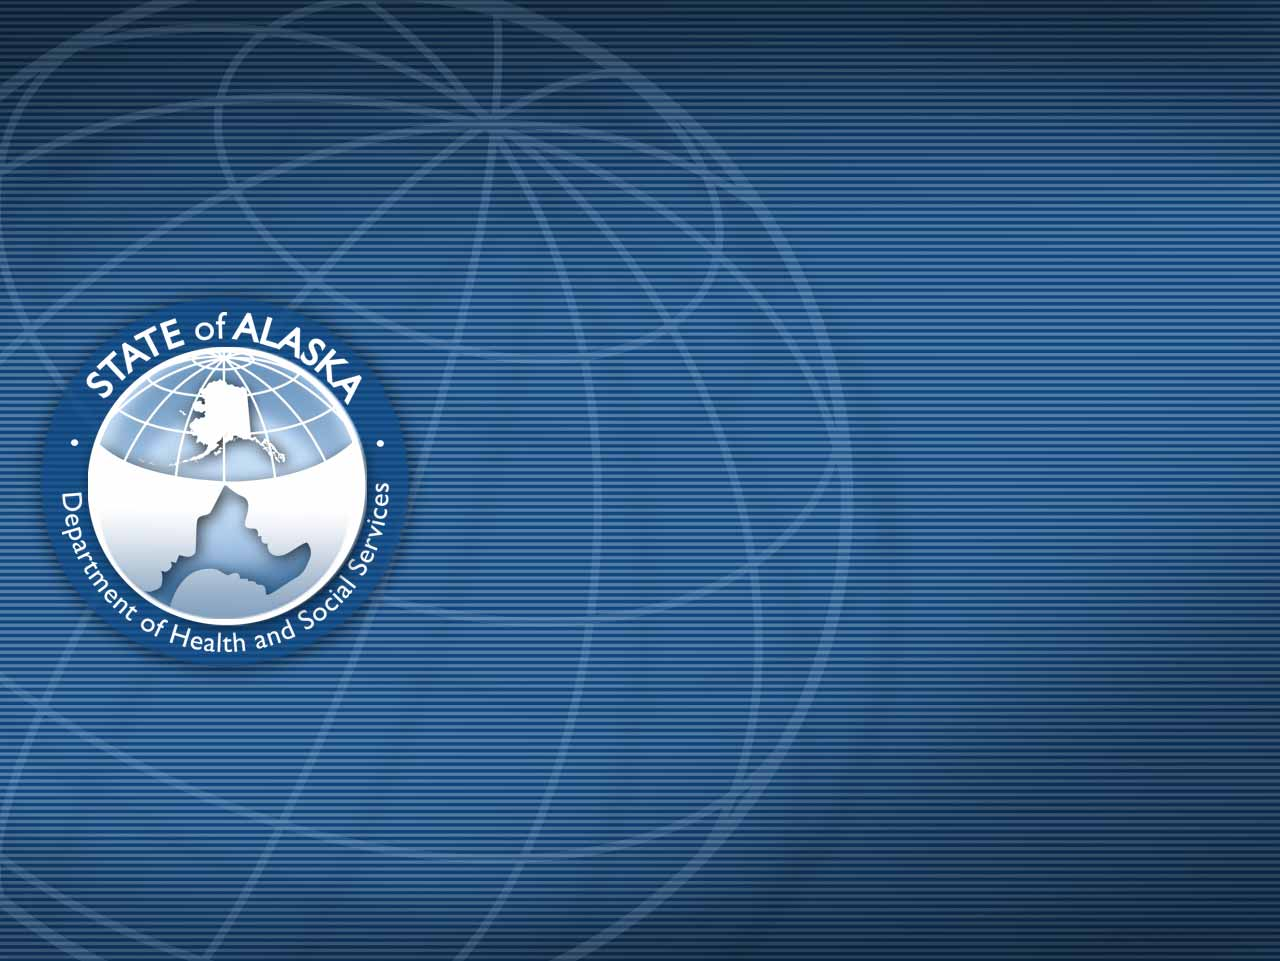 STATE of ALASKA
Department of Health and Social Services